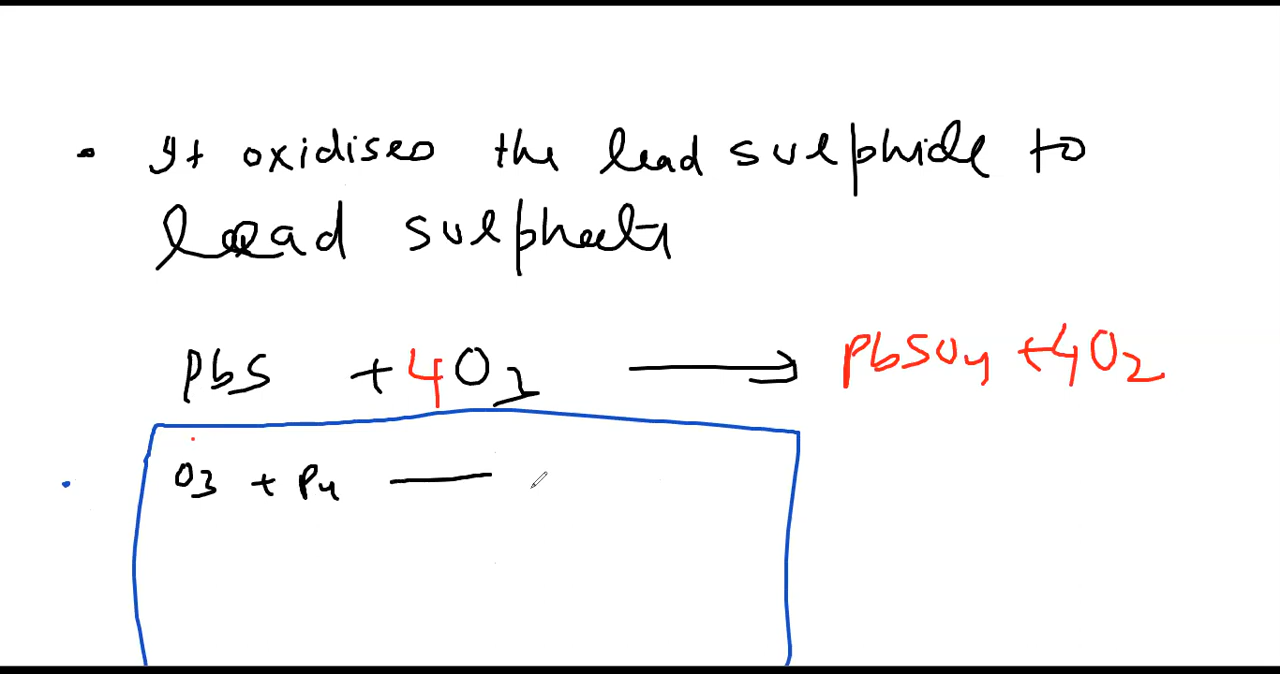 • It oxidises the lead sulphide to
lead sulphate
PbS + 4O3 → PbSO4 + 4O2
• O3 + P4 —